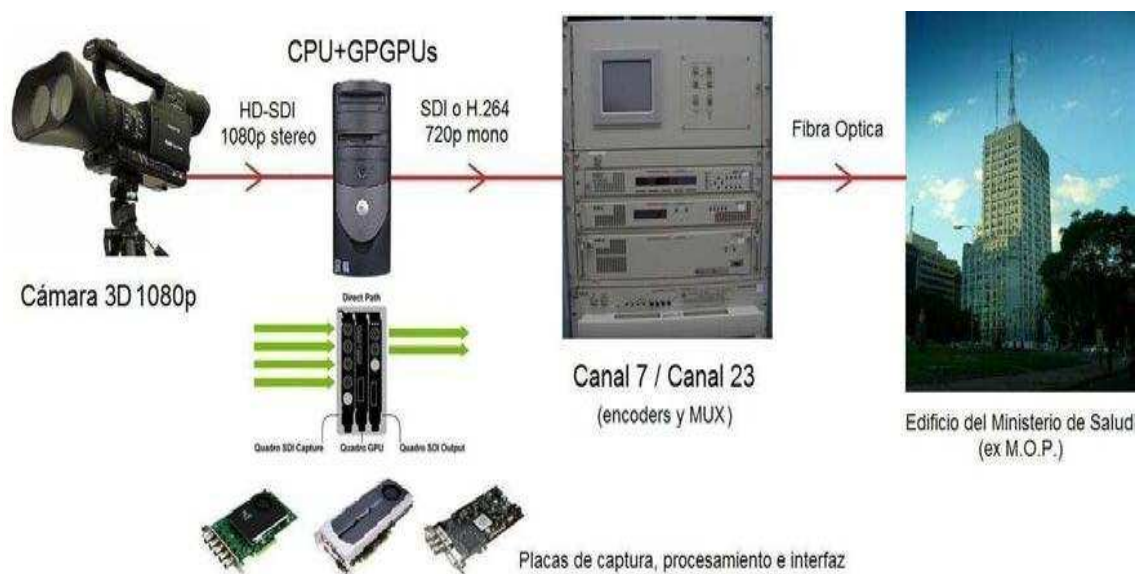 CPU+GPGPUs
HD-SDI
1080p stereo
SDI o H.264
720p mono
Fibra Optica
Cámara 3D 1080p
Direct Path
Quadro SDI Capture
Quadro GPU
Quadro SDI Output
Canal 7 / Canal 23
(encoders y MUX)
Edificio del Ministerio de Salud
(ex M.O.P.)
Placas de captura, procesamiento e interfaz